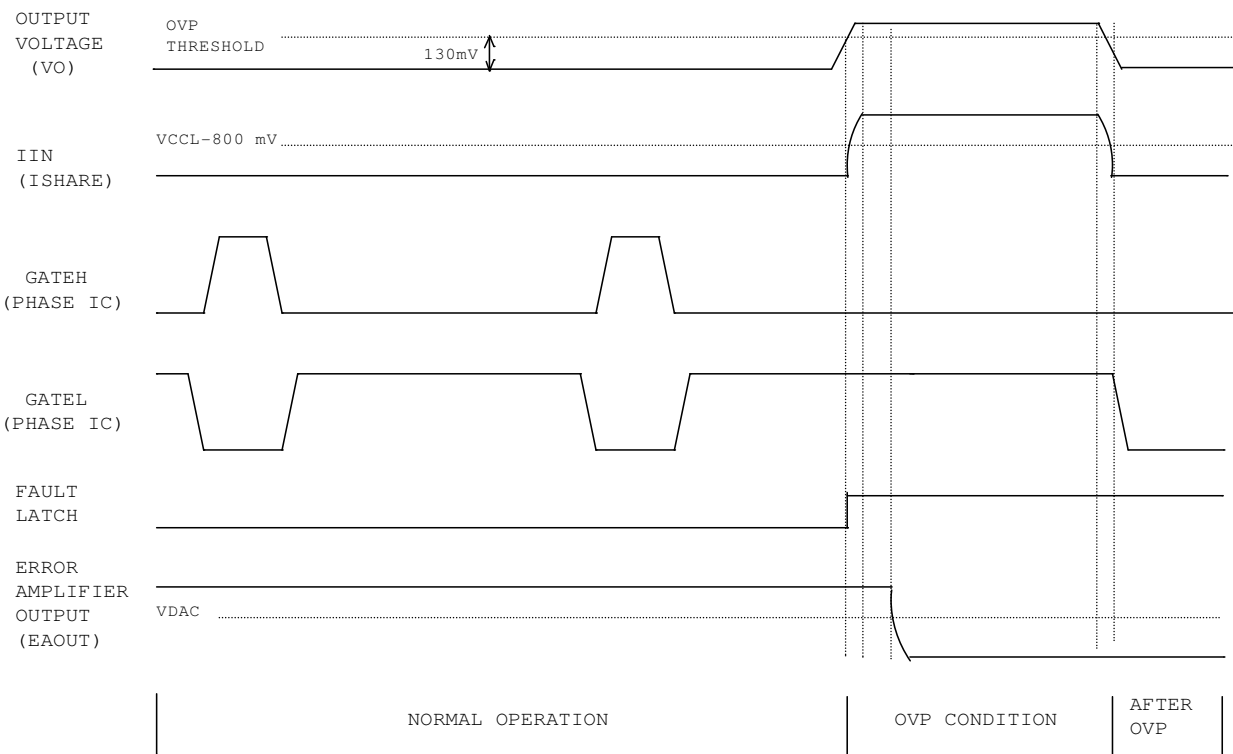 OUTPUT
VOLTAGE
(VO)
OVP
THRESHOLD
130mV
VCCL-800 mV
IIN
(ISHARE)
GATEH
(PHASE IC)
GATEL
(PHASE IC)
FAULT
LATCH
ERROR
AMPLIFIER
OUTPUT
(EAOUT)
VDAC
NORMAL OPERATION
OVP CONDITION
AFTER
OVP